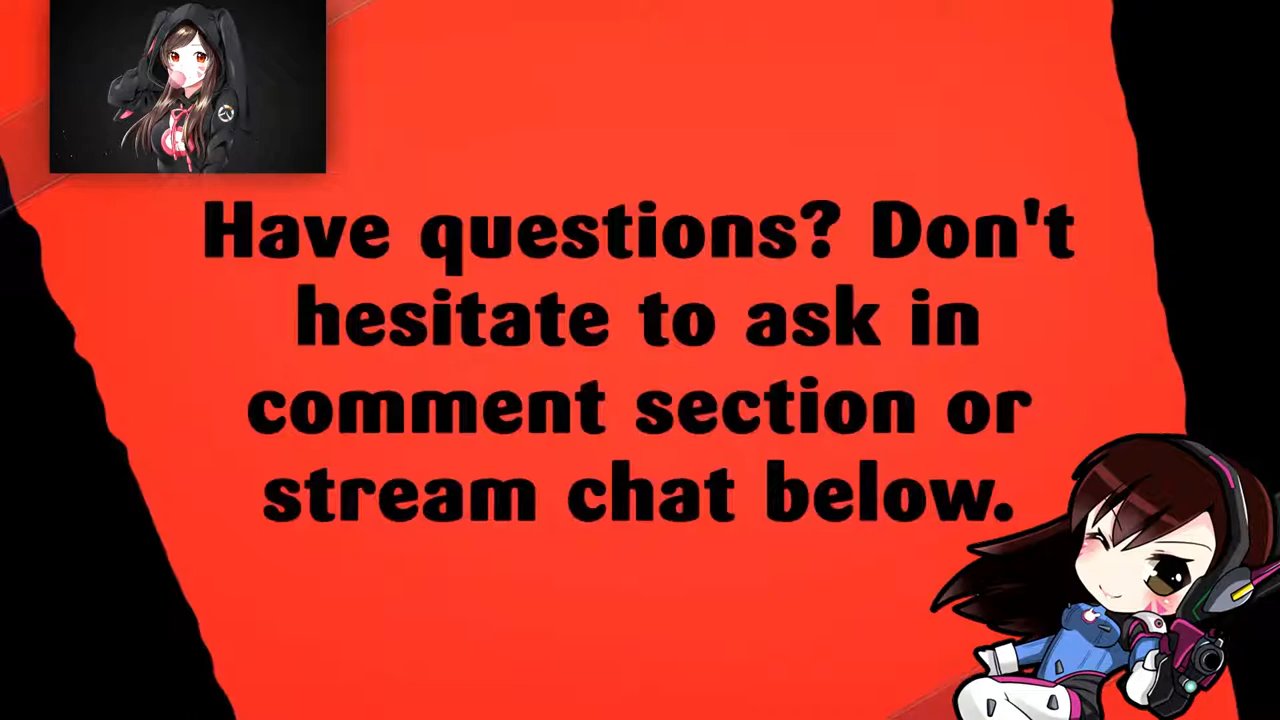 Have questions? Don't
hesitate to ask in
comment section or
stream chat below.